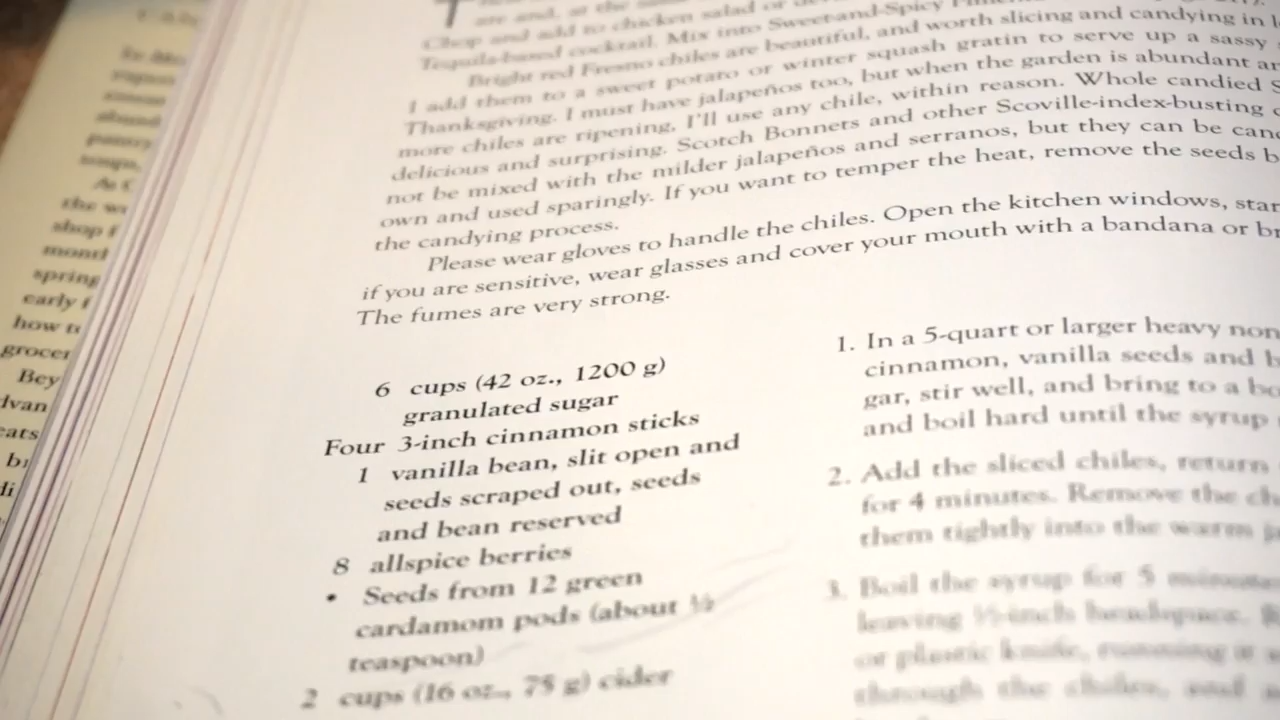 are and, at the same
Chop and add to chicken salad or
Tequila-based cocktail. Mix into Sweet-and-Spicy
Bright red Fresno chiles are beautiful, and worth slicing and candying in
I add them to a sweet potato or winter squash gratin to serve up a sassy
Thanksgiving. I must have jalapeños too, but when the garden is abundant
more chiles are ripening, I'll use any chile, within reason. Whole candied
delicious and surprising. Scotch Bonnets and other Scoville-index-busting
not be mixed with the milder jalapeños and serranos, but they can be
own and used sparingly. If you want to temper the heat, remove the seeds
the candying process.
Please wear gloves to handle the chiles. Open the kitchen windows,
if you are sensitive, wear glasses and cover your mouth with a bandana or
The fumes are very strong.
6 cups (42 oz., 1200 g)
granulated sugar
Four 3-inch cinnamon sticks
1 vanilla bean, slit open and
seeds scraped out, seeds
and bean reserved
8 allspice berries
• Seeds from 12 green
cardamom pods (about ½
teaspoon)
2 cups (16 oz., 75 g) cider
1. In a 5-quart or larger heavy
cinnamon, vanilla seeds and
gar, stir well, and bring to a
and boil hard until the syrup
2. Add the sliced chiles, return
for 4 minutes. Remove the
them tightly into the warm
3. Boil the syrup for 5 minutes
leaving ½-inch headspace.
or plastic knife, running it
through the chiles, and
the
shop
spring
early
how to